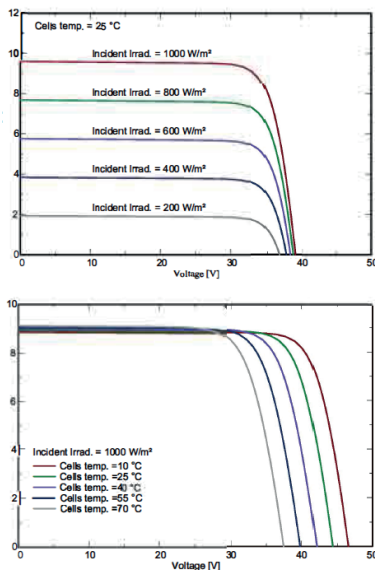 12
Cells temp. = 25 °C
Incident Irrad. = 1000 W/m²
10
Incident Irrad. = 800 W/m²
8
Incident Irrad. = 600 W/m²
6
Incident Irrad. = 400 W/m²
4
Incident Irrad. = 200 W/m²
2
0
0 10 20 30 40 50
Voltage [V]
10
8
6
4
Incident Irrad. = 1000 W/m²
Cells temp. =10 °C
Cells temp. =25 °C
2
Cells temp. =40 °C
Cells temp. =55 °C
Cells temp. =70 °C
0
0 10 20 30 40 50
Voltage [V]